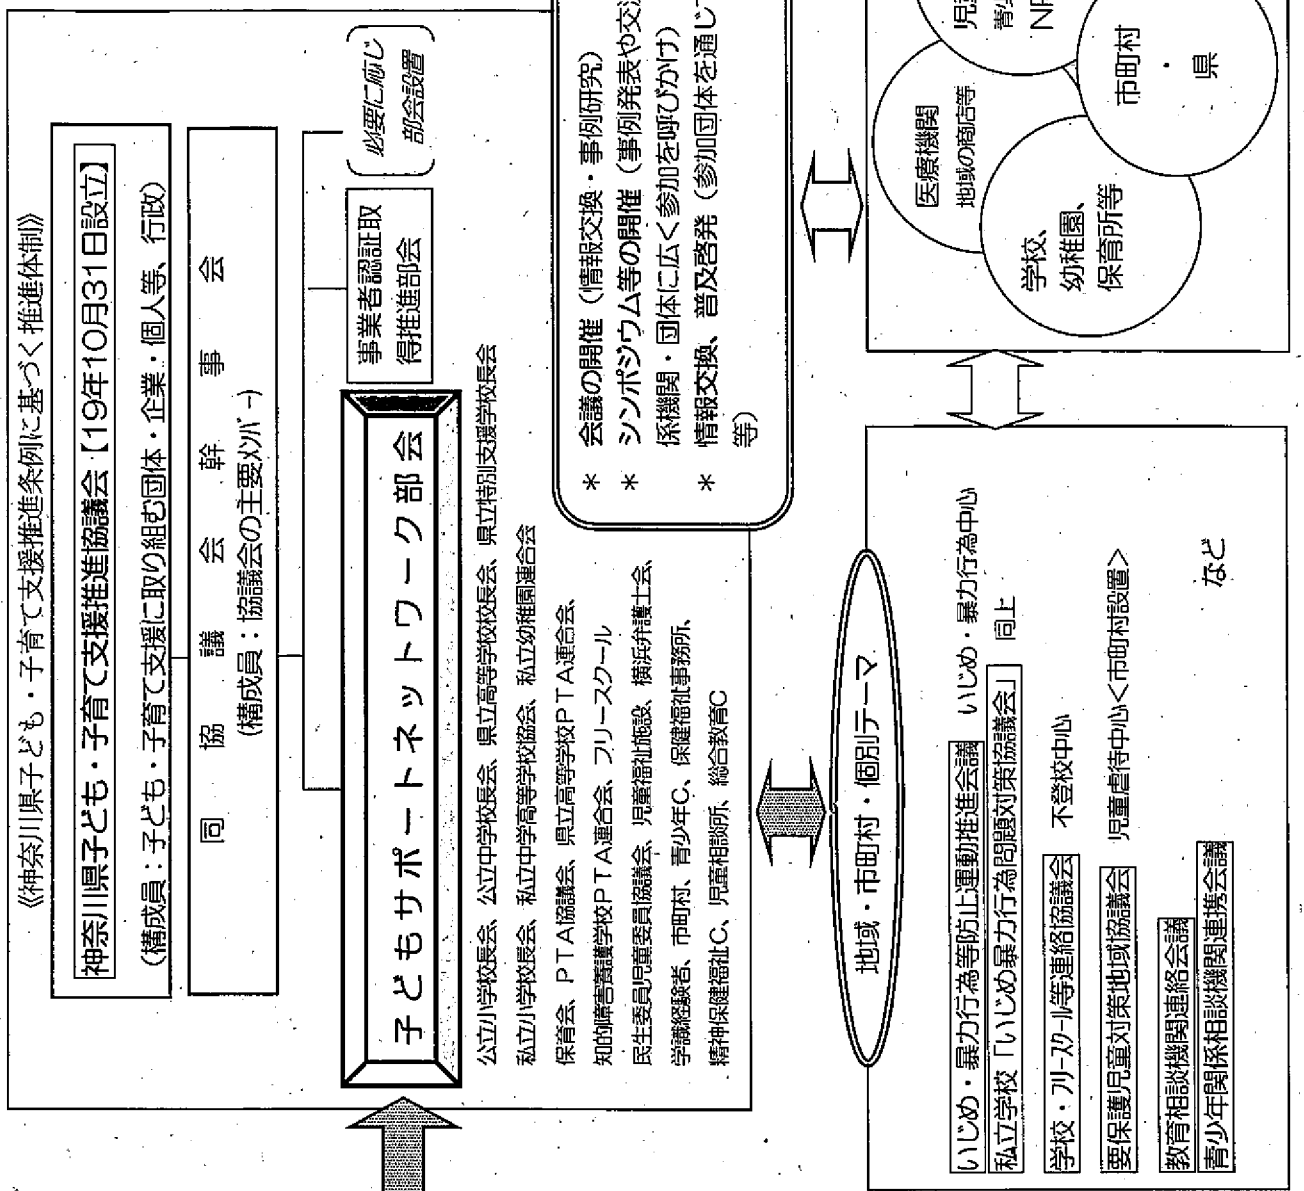 《神奈川県子ども・子育て支援推進条例に基づく推進体制》
神奈川県子ども・子育て支援推進協議会【19年10月31日設立】
(構成員：子ども・子育て支援に取り組む団体・企業・個人等、行政)
同協議会幹事会
(構成員：協議会の主要メンバー)
子どもサポートネットワーク部会
事業者認証取
得推進部会
必要に応じ
部会設置
公立小学校長会、公立中学校長会、県立高等学校校長会、県立特別支援学校長会
私立小学校長会、私立中学高等学校協会、私立幼稚園連合会
保育会、PTA協議会、県立高等学校PTA連合会、
知的障害養護学校PTA連合会、フリースクール
民生委員児童委員協議会、児童福祉施設、横浜弁護士会、
学識経験者、市町村、青少年C、保健福祉事務所、
精神保健福祉C、児童相談所、総合教育C
＊ 会議の開催（情報交換・事例研究）
＊ シンポジウム等の開催（事例発表や交流
係機関・団体に広く参加を呼びかけ）
＊ 情報交換、普及啓発（参加団体を通じ
等）
地域・市町村・個別テーマ
いじめ・暴力行為等防止運動推進会議 いじめ・暴力行為中心
私立学校「いじめ暴力行為問題対策協議会」 同上
学校・フリースクール等連絡協議会 不登校中心
要保護児童対策地域協議会 児童虐待中心＜市町村設置＞
教育相談機関連絡会議
青少年関係相談機関連携会議 など
医療機関
地域の商店等
学校、
幼稚園、
保育所等
市町村
・
県